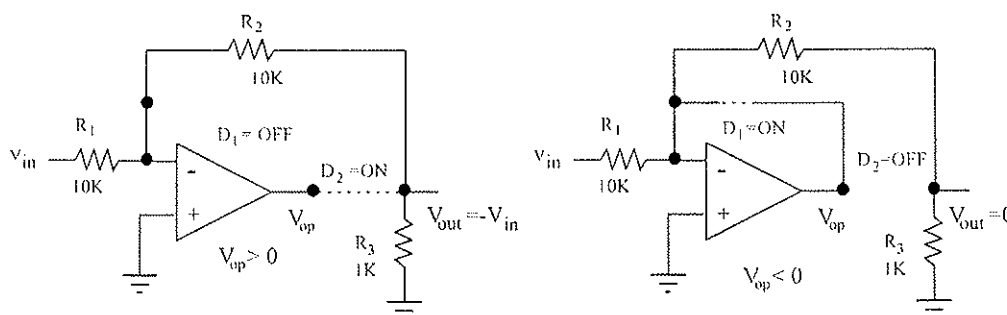 R2
10K
R1
D1 = OFF
Vin
10K
-
D2 =ON
+
Vop
Vout =-Vin
R3
1K
Vop > 0
R2
10K
R1
D1=ON
Vin
10K
-
D2=OFF
+
Vop
Vout=0
R3
1K
Vop < 0